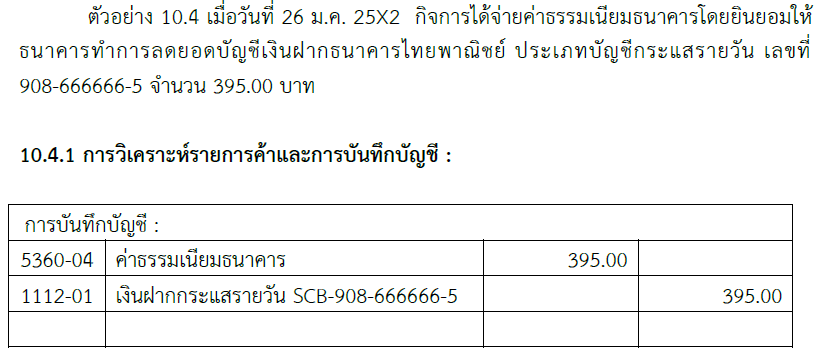 ตัวอย่าง 10.4 เมื่อวันที่ 26 ม.ค. 25X2 กิจการได้จ่ายค่าธรรมเนียมธนาคารโดยยินยอมให้
ธนาคารทำการลดยอดบัญชีเงินฝากธนาคารไทยพาณิชย์ ประเภทบัญชีกระแสรายวัน เลขที่
908-666666-5 จำนวน 395.00 บาท
10.4.1 การวิเคราะห์รายการค้าและการบันทึกบัญชี :
การบันทึกบัญชี :
5360-04 ค่าธรรมเนียมธนาคาร 395.00
1112-01 เงินฝากกระแสรายวัน SCB-908-666666-5 395.00